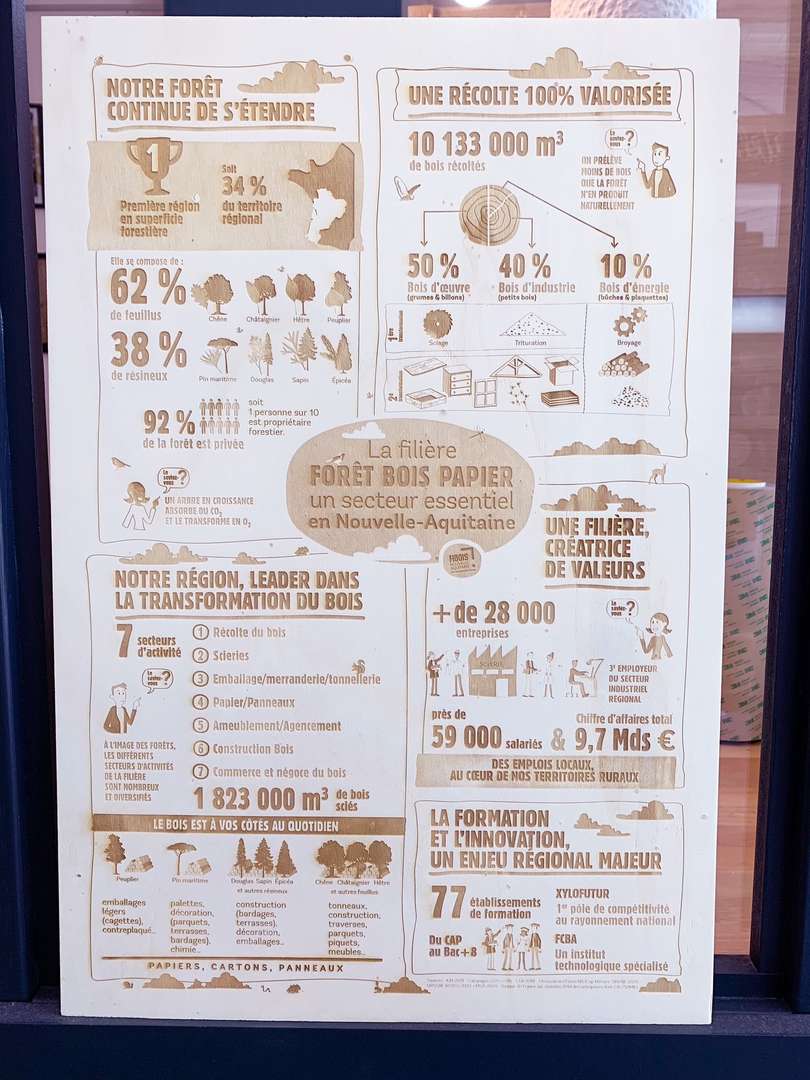 NOTRE FORÊT
CONTINUE DE S'ÉTENDRE
1
Première région
en superficie
forestière
Soit
34 %
du territoire
régional
Elle se compose de :
62 %
de feuillus
Chêne
Châtaignier
Hêtre
Peuplier
38 %
de résineux
Pin maritime
Douglas
Sapin
Épicéa
92 %
de la forêt est privée
soit
1 personne sur 10
est propriétaire
forestier.
Le
saviez-
vous ?
UN ARBRE EN CROISSANCE
ABSORBE DU CO2
ET LE TRANSFORME EN O2
UNE RÉCOLTE 100% VALORISÉE
10 133 000 m³
de bois récoltés
Le
saviez-
vous ?
ON PRÉLÈVE
MOINS DE BOIS
QUE LA FORÊT
N'EN PRODUIT
NATURELLEMENT
50 %
Bois d'œuvre
(grumes & billons)
40 %
Bois d'industrie
(petits bois)
10 %
Bois d'énergie
(bûches & plaquettes)
Sciage
Trituration
Broyage
La filière
FORÊT BOIS PAPIER
un secteur essentiel
en Nouvelle-Aquitaine
FIBOIS
NOTRE RÉGION, LEADER DANS
LA TRANSFORMATION DU BOIS
7 secteurs
d'activité
1 Récolte du bois
2 Scieries
3 Emballage/merranderie/tonnellerie
4 Papier/Panneaux
5 Ameublement/Agencement
6 Construction Bois
7 Commerce et négoce du bois
Le
saviez-
vous ?
À L'IMAGE DES FORÊTS,
LES DIFFÉRENTS
SECTEURS D'ACTIVITÉS
DE LA FILIÈRE
SONT NOMBREUX
ET DIVERSIFIÉS
1 823 000 m³ de bois
sciés
LE BOIS EST À VOS CÔTÉS AU QUOTIDIEN
Peuplier
emballages
légers
(cagettes),
contreplaqué...
Pin maritime
palettes,
décoration,
(parquets,
terrasses,
bardages),
chimie...
Douglas Sapin Épicéa
et autres résineux
construction
(bardages,
terrasses).
décoration,
emballages...
Chêne Châtaignier Hêtre
et autres feuillus
tonneaux,
construction,
traverses,
parquets,
piquets,
meubles...
PAPIERS, CARTONS, PANNEAUX
UNE FILIÈRE,
CRÉATRICE
DE VALEURS
+ de 28 000
entreprises
SCIERIE
Le
saviez-
vous ?
3e EMPLOYEUR
DU SECTEUR
INDUSTRIEL
RÉGIONAL
près de
59 000 salariés
Chiffre d'affaires total
& 9,7 Mds €
DES EMPLOIS LOCAUX,
AU CŒUR DE NOS TERRITOIRES RURAUX
LA FORMATION
ET L'INNOVATION,
UN ENJEU RÉGIONAL MAJEUR
77 établissements
de formation
Du CAP
au Bac+8
XYLOFUTUR
1er pôle de compétitivité
au rayonnement national
FCBA
Un institut
technologique spécialisé